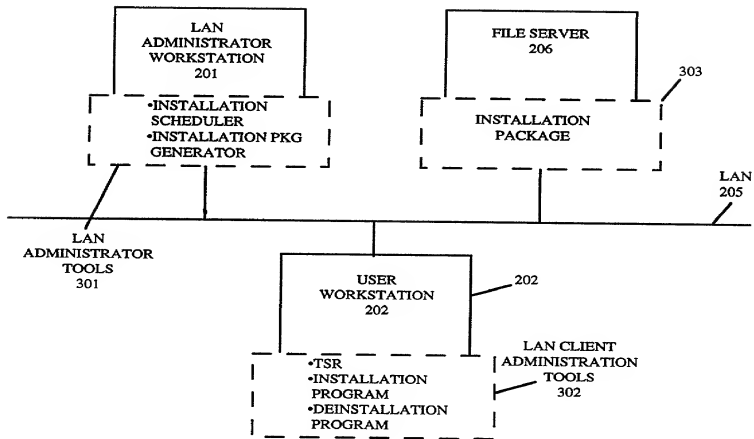 LAN
ADMINISTRATOR
WORKSTATION
201
•INSTALLATION
SCHEDULER
•INSTALLATION PKG
GENERATOR
FILE SERVER
206
303
INSTALLATION
PACKAGE
LAN
205
LAN
ADMINISTRATOR
TOOLS
301
USER
WORKSTATION
202
202
•TSR
•INSTALLATION
PROGRAM
•DEINSTALLATION
PROGRAM
LAN CLIENT
ADMINISTRATION
TOOLS
302